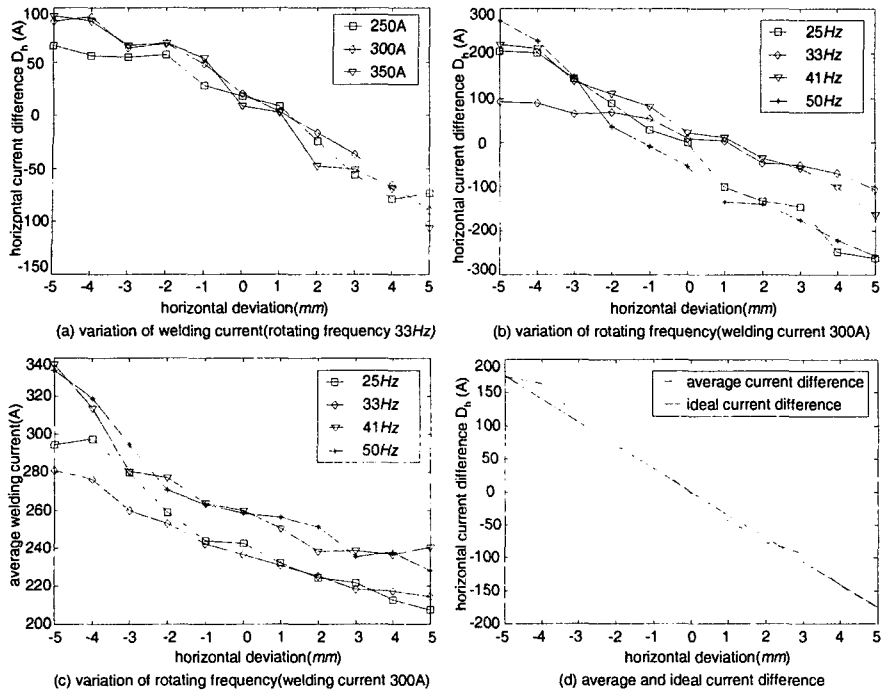 horizpntal current difference D_h (A)
100
50
0
-50
-100
-150
-5 -4 -3 -2 -1 0 1 2 3 4 5
250A
300A
350A
horizontal deviation(mm)
(a) variation of welding current(rotating frequency 33Hz)
horizontal current difference D_h (A)
300
200
100
0
-100
-200
-300
-5 -4 -3 -2 -1 0 1 2 3 4 5
25Hz
33Hz
41Hz
50Hz
horizontal deviation(mm)
(b) variation of rotating frequency(welding current 300A)
average welding current(A)
340
320
300
280
260
240
220
200
-5 -4 -3 -2 -1 0 1 2 3 4 5
25Hz
33Hz
41Hz
50Hz
horizontal deviation(mm)
(c) variation of rotating frequency(welding current 300A)
horizontal current difference D_h (A)
200
150
100
50
0
-50
-100
-150
-200
-5 -4 -3 -2 -1 0 1 2 3 4 5
average current difference
ideal current difference
horizontal deviation(mm)
(d) average and ideal current difference